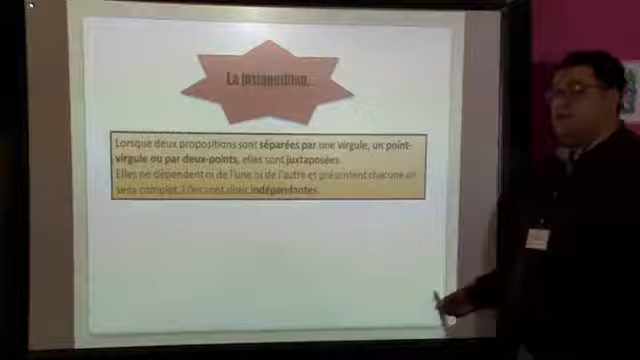 La juxtaposition...
Lorsque deux propositions sont séparées par une virgule, un point-
virgule ou par deux-points, elles sont juxtaposées.
Elles ne dépendent ni de l'une ni de l'autre et présentent chacune un
sens complet. Elles sont donc indépendantes.